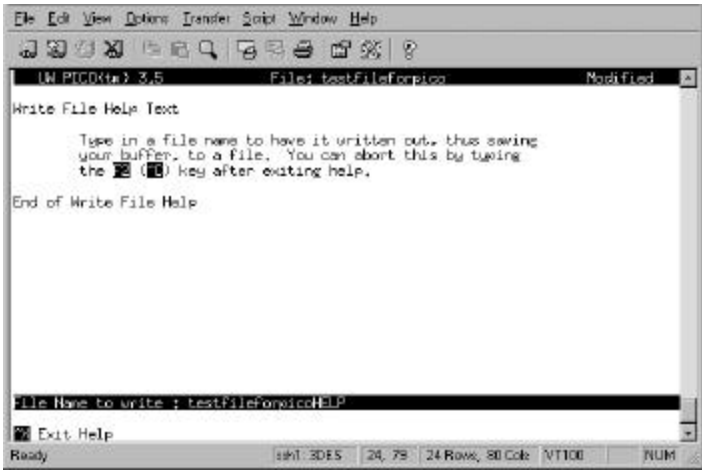 File Edit View Options Transfer Script Window Help
UW PICO(tm) 3.5 File: testfileforpico Modified
Write File Help Text
Type in a file name to have it written out, thus saving
your buffer, to a file. You can abort this by typing
the (^C) key after exiting help.
End of Write File Help
File Name to write : testfileforpicoHELP
Exit Help
Ready ssh1: 3DES 24, 79 24 Rows, 80 Cols VT100 NUM